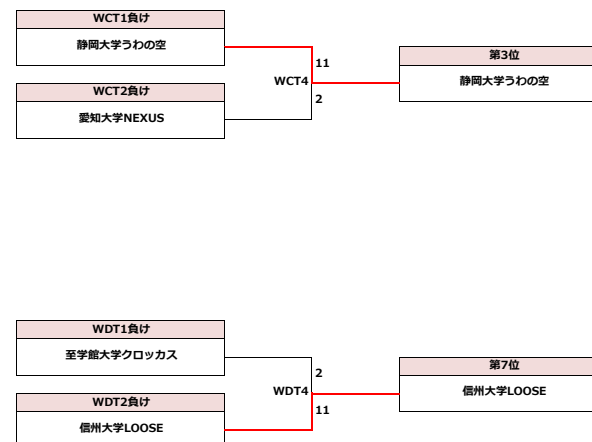 WCT1負け
静岡大学うわの空
11
第3位
WCT4
静岡大学うわの空
WCT2負け
2
愛知大学NEXUS
WDT1負け
至学館大学クロッカス
2
第7位
WDT4
信州大学LOOSE
WDT2負け
11
信州大学LOOSE